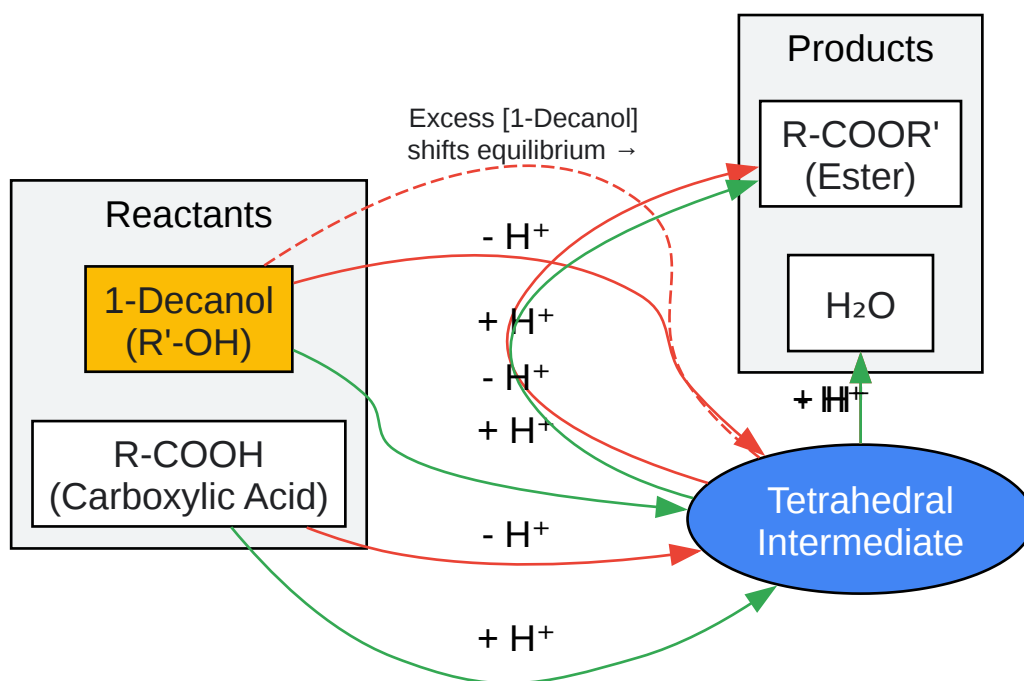 Products
Excess [1-Decanol]
shifts equilibrium →
R-COOR'
(Ester)
Reactants
- H⁺
1-Decanol
(R'-OH)
H₂O
+ H⁺
- H⁺
+ H⁺
R-COOH
(Carboxylic Acid)
Tetrahedral
Intermediate
- H⁺
+ H⁺